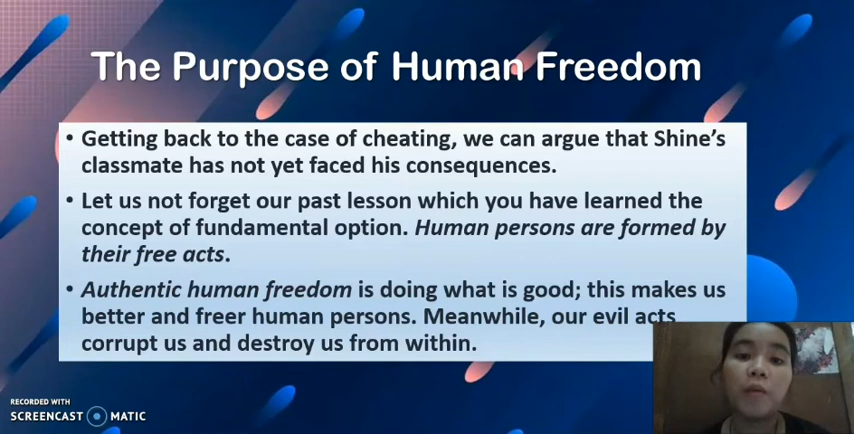 The Purpose of Human Freedom
• Getting back to the case of cheating, we can argue that Shine's
classmate has not yet faced his consequences.
• Let us not forget our past lesson which you have learned the
concept of fundamental option. Human persons are formed by
their free acts.
• Authentic human freedom is doing what is good; this makes us
better and freer human persons. Meanwhile, our evil acts
corrupt us and destroy us from within.
RECORDED WITH
SCREENCAST MATIC